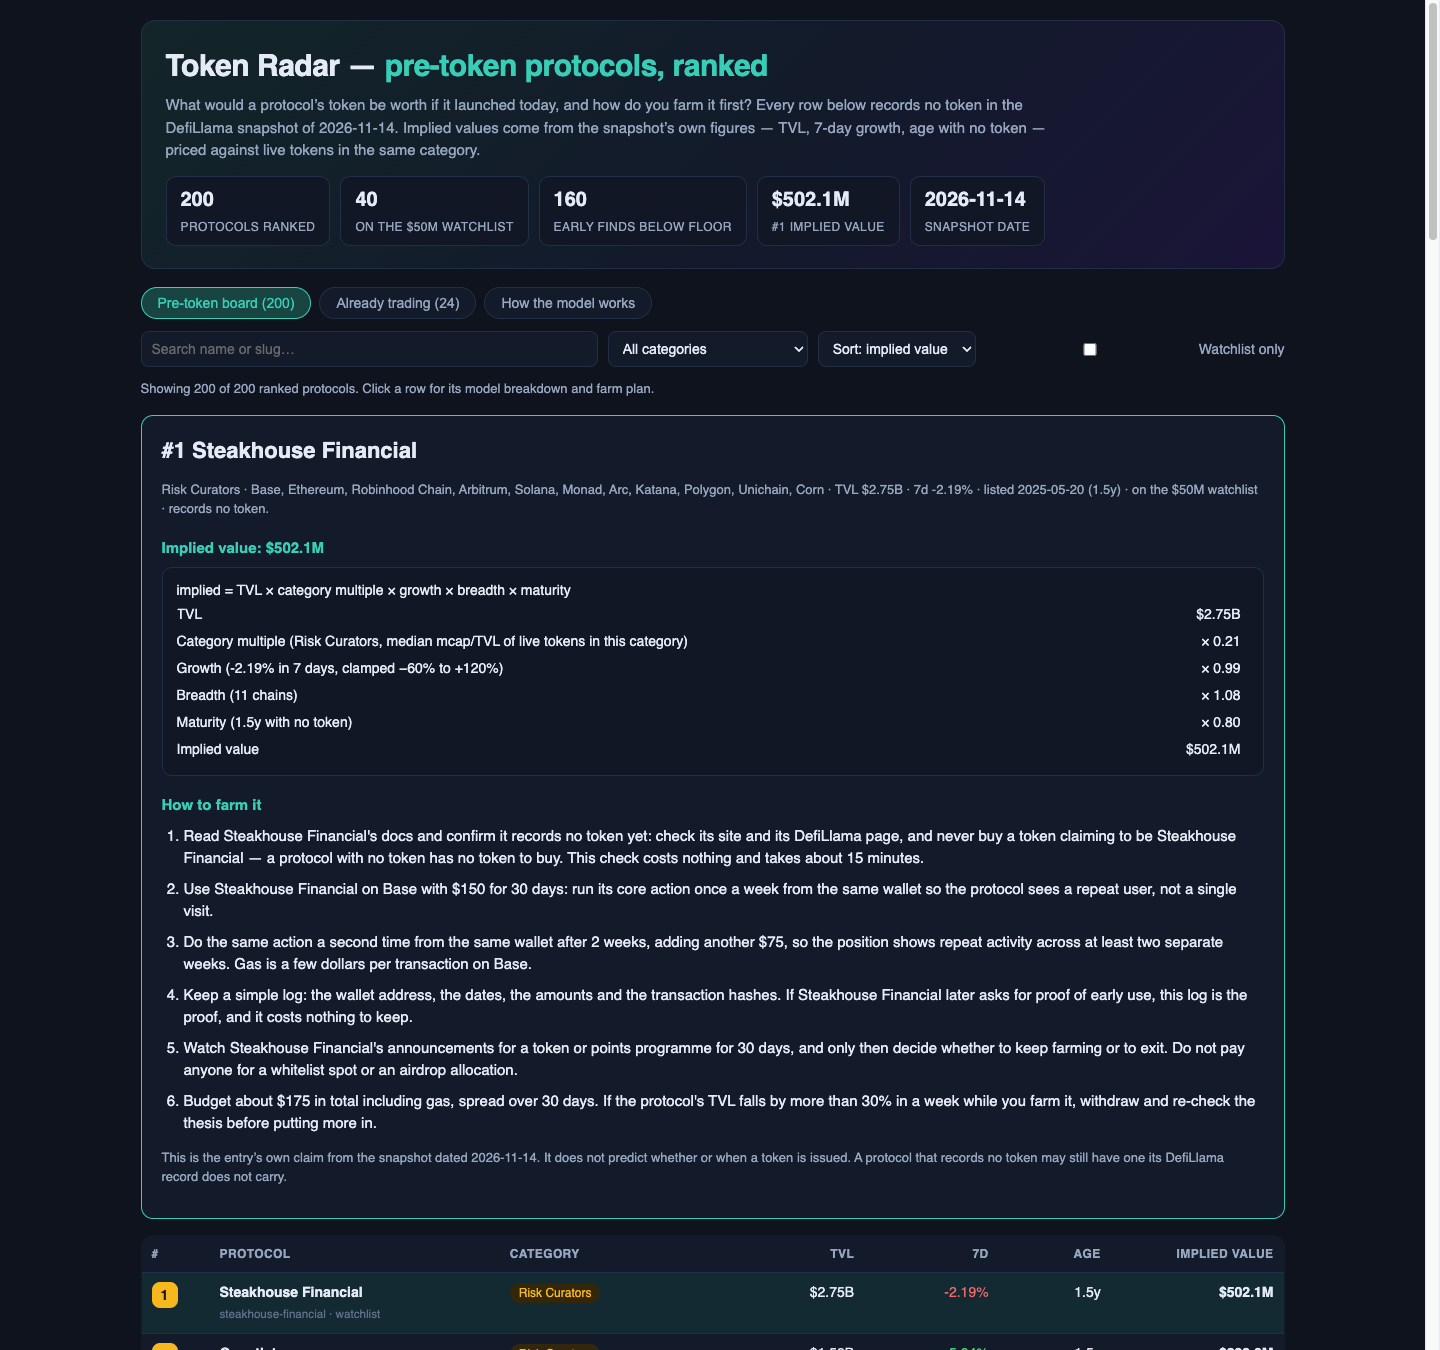 Token Radar — pre-token protocols, ranked
What would a protocol's token be worth if it launched today, and how do you farm it first? Every row below records no token in the
DefiLlama snapshot of 2026-11-14. Implied values come from the snapshot's own figures — TVL, 7-day growth, age with no token —
priced against live tokens in the same category.
200
PROTOCOLS RANKED
40
ON THE $50M WATCHLIST
160
EARLY FINDS BELOW FLOOR
$502.1M
#1 IMPLIED VALUE
2026-11-14
SNAPSHOT DATE
Pre-token board (200)
Already trading (24)
How the model works
Search name or slug…
All categories
Sort: implied value
Watchlist only
Showing 200 of 200 ranked protocols. Click a row for its model breakdown and farm plan.
#1 Steakhouse Financial
Risk Curators · Base, Ethereum, Robinhood Chain, Arbitrum, Solana, Monad, Arc, Katana, Polygon, Unichain, Corn · TVL $2.75B · 7d -2.19% · listed 2025-05-20 (1.5y) · on the $50M watchlist
· records no token.
Implied value: $502.1M
implied = TVL × category multiple × growth × breadth × maturity
TVL $2.75B
Category multiple (Risk Curators, median mcap/TVL of live tokens in this category) × 0.21
Growth (-2.19% in 7 days, clamped −60% to +120%) × 0.99
Breadth (11 chains) × 1.08
Maturity (1.5y with no token) × 0.80
Implied value $502.1M
How to farm it
1. Read Steakhouse Financial's docs and confirm it records no token yet: check its site and its DefiLlama page, and never buy a token claiming to be Steakhouse
Financial — a protocol with no token has no token to buy. This check costs nothing and takes about 15 minutes.
2. Use Steakhouse Financial on Base with $150 for 30 days: run its core action once a week from the same wallet so the protocol sees a repeat user, not a single
visit.
3. Do the same action a second time from the same wallet after 2 weeks, adding another $75, so the position shows repeat activity across at least two separate
weeks. Gas is a few dollars per transaction on Base.
4. Keep a simple log: the wallet address, the dates, the amounts and the transaction hashes. If Steakhouse Financial later asks for proof of early use, this log is the
proof, and it costs nothing to keep.
5. Watch Steakhouse Financial's announcements for a token or points programme for 30 days, and only then decide whether to keep farming or to exit. Do not pay
anyone for a whitelist spot or an airdrop allocation.
6. Budget about $175 in total including gas, spread over 30 days. If the protocol's TVL falls by more than 30% in a week while you farm it, withdraw and re-check the
thesis before putting more in.
This is the entry's own claim from the snapshot dated 2026-11-14. It does not predict whether or when a token is issued. A protocol that records no token may still have one its DefiLlama
record does not carry.
# PROTOCOL CATEGORY TVL 7D AGE IMPLIED VALUE
1 Steakhouse Financial Risk Curators $2.75B -2.19% 1.5y $502.1M
steakhouse-financial · watchlist